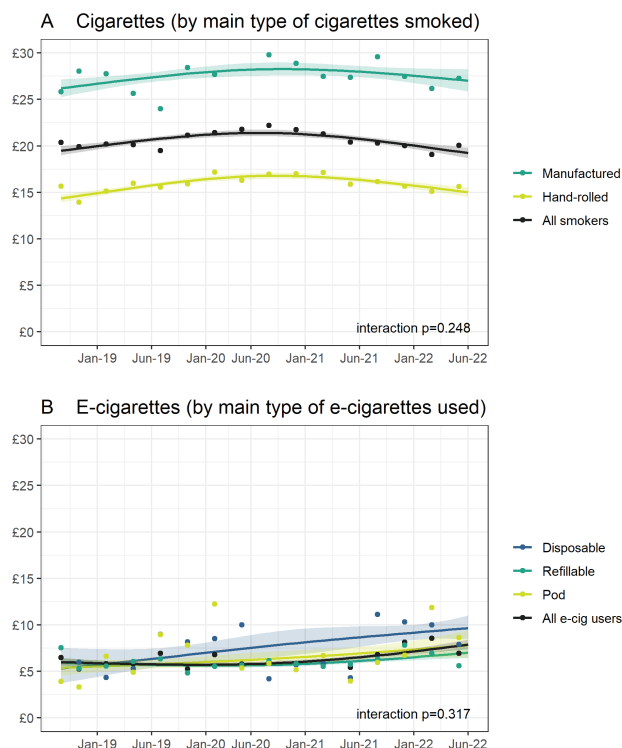 A Cigarettes (by main type of cigarettes smoked)
£30
£25
£20
£15
£10
£5
£0
Manufactured
Hand-rolled
All smokers
interaction p=0.248
Jan-19 Jun-19 Jan-20 Jun-20 Jan-21 Jun-21 Jan-22 Jun-22
B E-cigarettes (by main type of e-cigarettes used)
£30
£25
£20
£15
£10
£5
£0
Disposable
Refillable
Pod
All e-cig users
interaction p=0.317
Jan-19 Jun-19 Jan-20 Jun-20 Jan-21 Jun-21 Jan-22 Jun-22